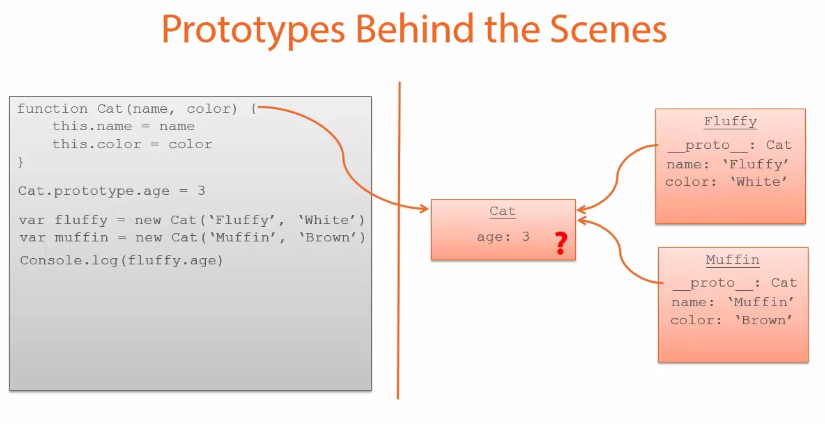 Prototypes Behind the Scenes
function Cat(name, color) {
    this.name = name
    this.color = color
}
Cat.prototype.age = 3
var fluffy = new Cat(‘Fluffy’, ‘White’)
var muffin = new Cat(‘Muffin’, ‘Brown’)
Console.log(fluffy.age)
Cat
age: 3
?
Fluffy
__proto__: Cat
name: ‘Fluffy’
color: ‘White’
Muffin
__proto__: Cat
name: ‘Muffin’
color: ‘Brown’